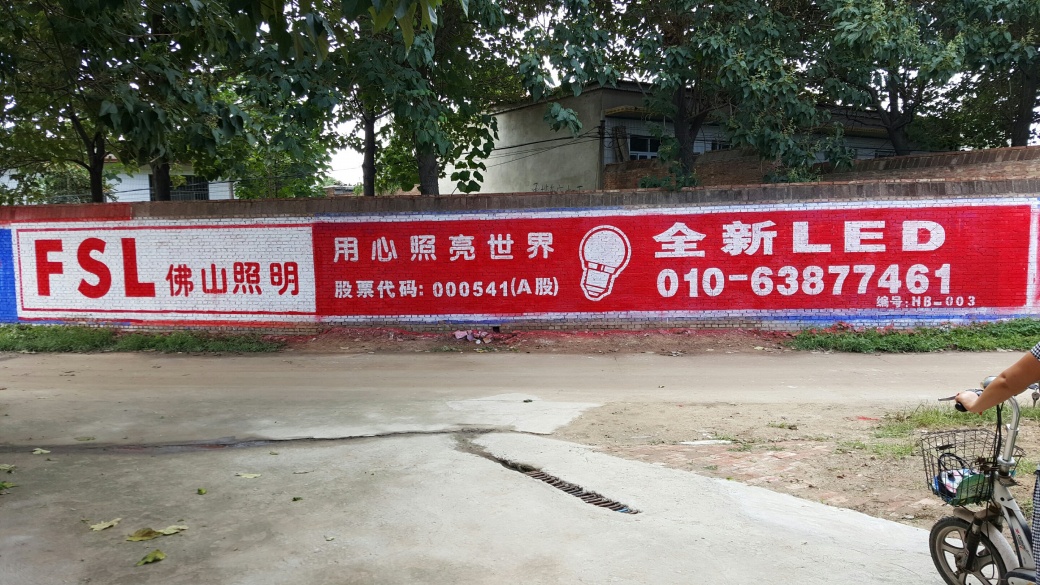 FSL 佛山照明
用心照亮世界
股票代码: 000541(A股)
全新LED
010-63877461
编号:HB-003